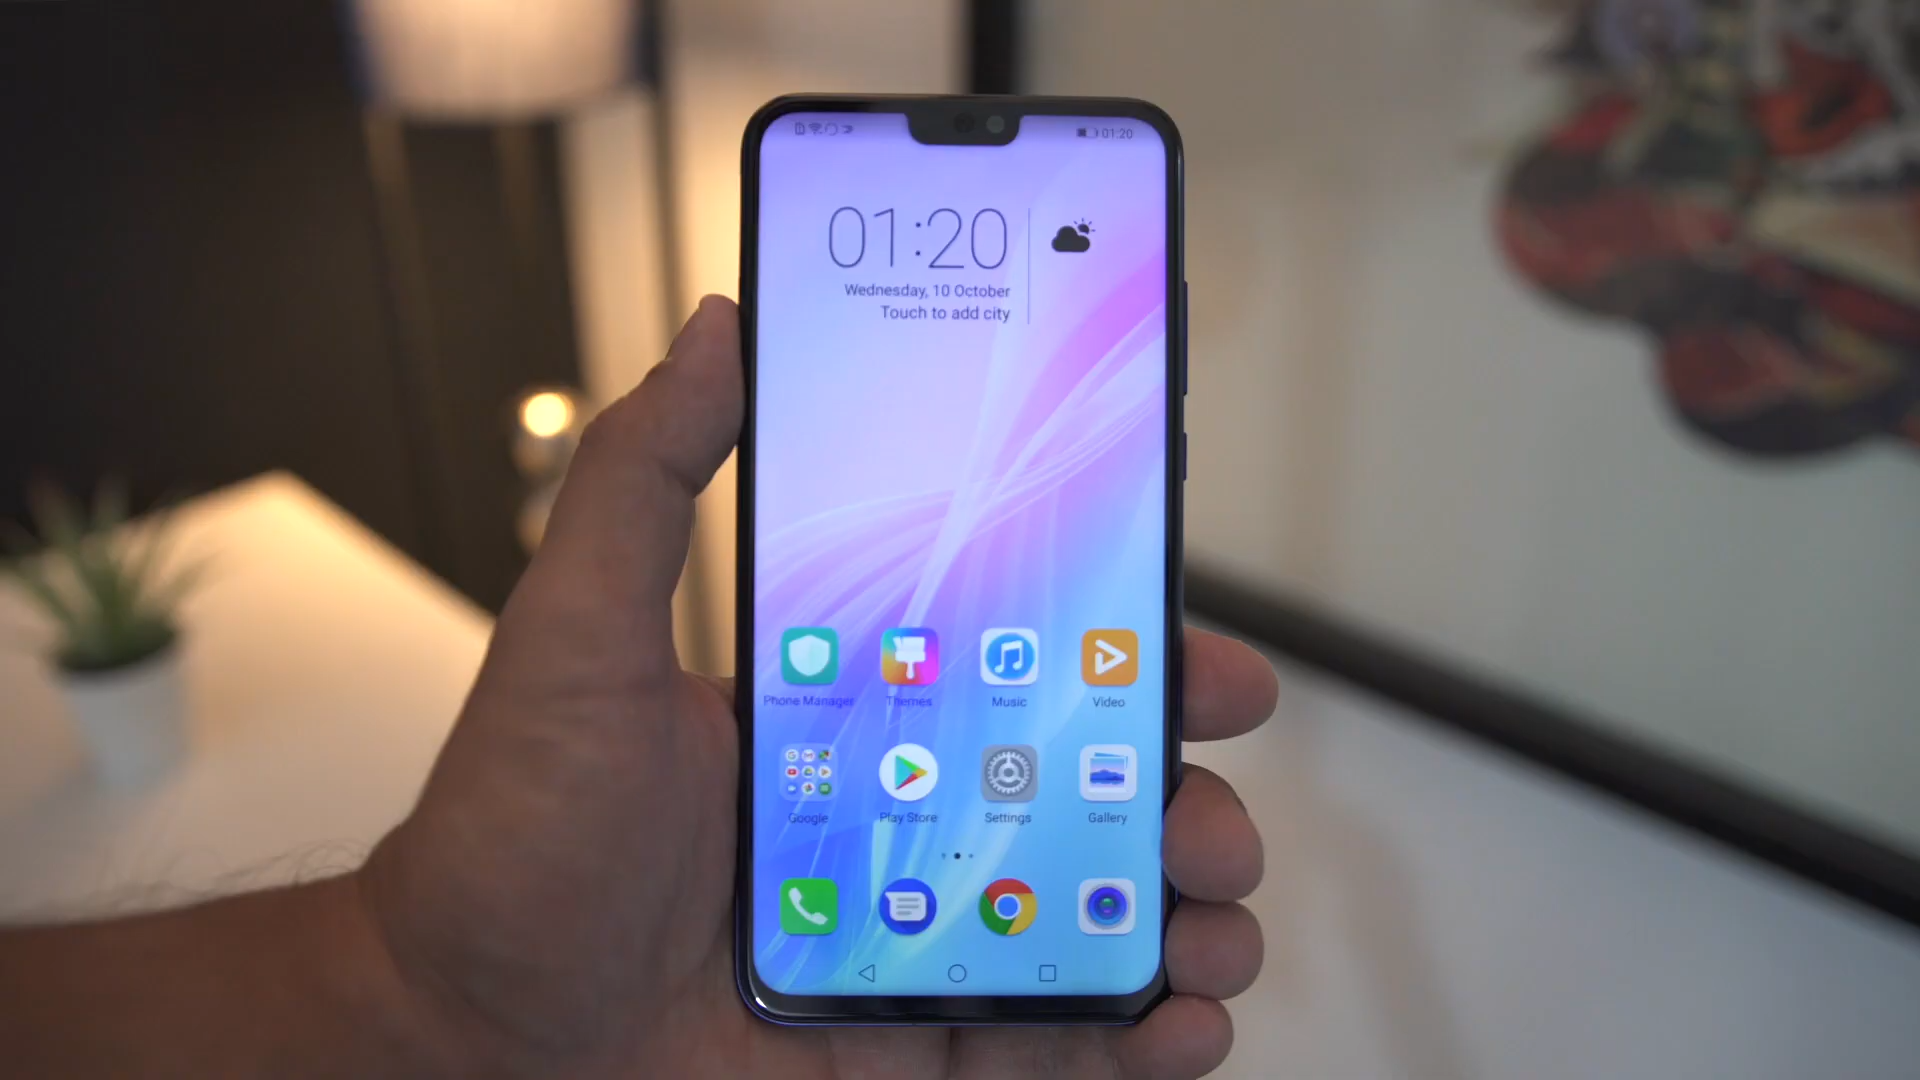 01:20
01:20
Wednesday, 10 October
Touch to add city
Phone Manager
Themes
Music
Video
Google
Play Store
Settings
Gallery